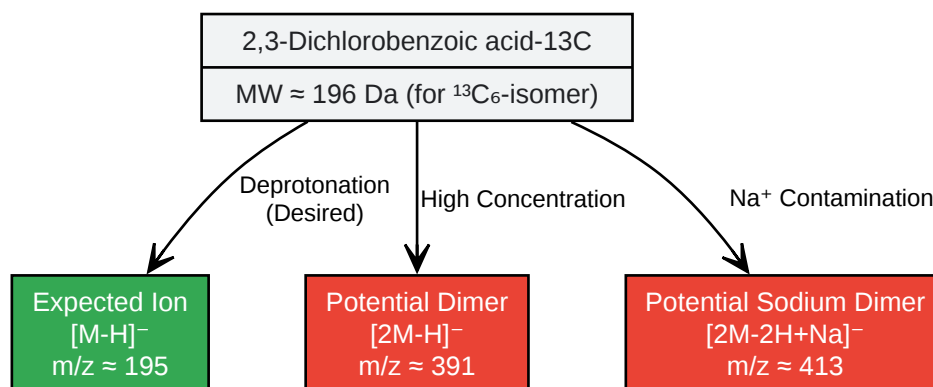 2,3-Dichlorobenzoic acid-13C
MW ≈ 196 Da (for ¹³C₆-isomer)
Deprotonation
(Desired)
High Concentration
Na⁺ Contamination
Expected Ion
[M-H]⁻
m/z ≈ 195
Potential Dimer
[2M-H]⁻
m/z ≈ 391
Potential Sodium Dimer
[2M-2H+Na]⁻
m/z ≈ 413